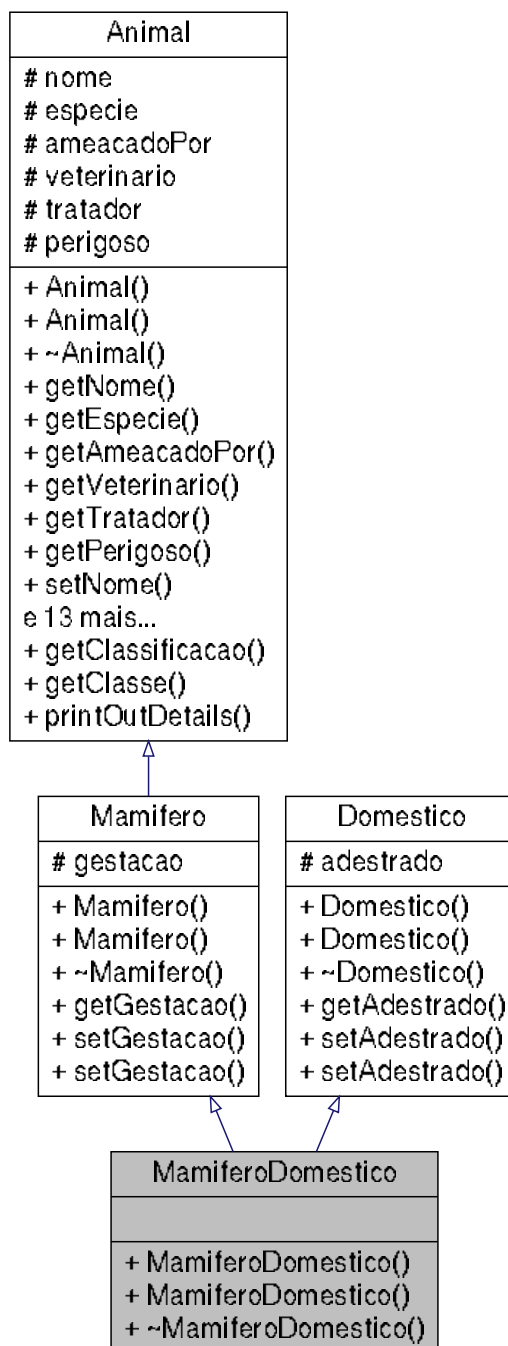 Animal
# nome
# especie
# ameacadoPor
# veterinario
# tratador
# perigoso
+ Animal()
+ Animal()
+ ~Animal()
+ getNome()
+ getEspecie()
+ getAmeacadoPor()
+ getVeterinario()
+ getTratador()
+ getPerigoso()
+ setNome()
e 13 mais...
+ getClassificacao()
+ getClasse()
+ printOutDetails()
Mamifero
# gestacao
+ Mamifero()
+ Mamifero()
+ ~Mamifero()
+ getGestacao()
+ setGestacao()
+ setGestacao()
Domestico
# adestrado
+ Domestico()
+ Domestico()
+ ~Domestico()
+ getAdestrado()
+ setAdestrado()
+ setAdestrado()
MamiferoDomestico
+ MamiferoDomestico()
+ MamiferoDomestico()
+ ~MamiferoDomestico()